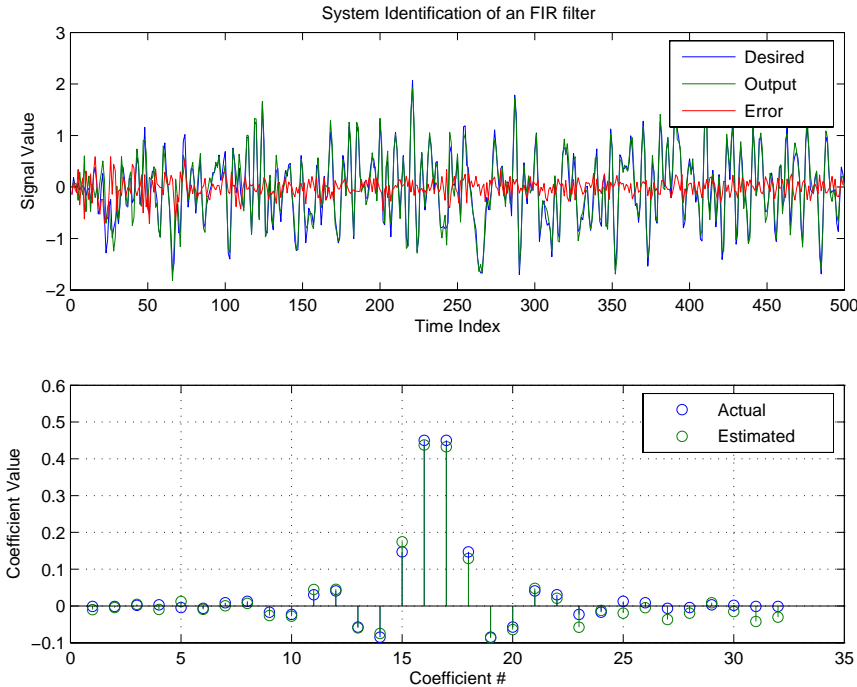 System Identification of an FIR filter
Signal Value
3
2
1
0
−1
−2
Desired
Output
Error
0 50 100 150 200 250 300 350 400 450 500
Time Index
Coefficient Value
0.6
0.5
0.4
0.3
0.2
0.1
0
−0.1
Actual
Estimated
0 5 10 15 20 25 30 35
Coefficient #